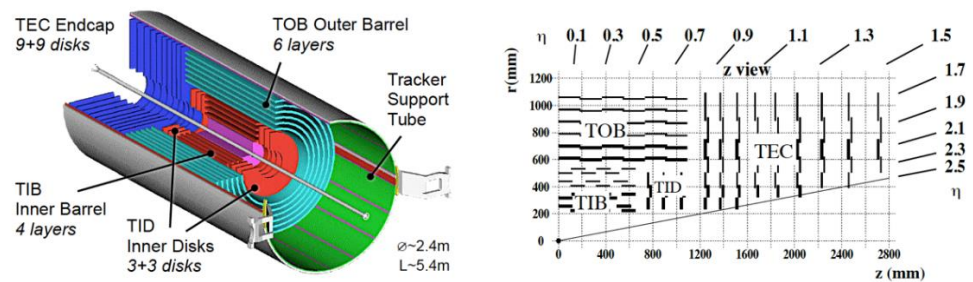 TEC Endcap
9+9 disks
TOB Outer Barrel
6 layers
Tracker
Support
Tube
TIB
Inner Barrel
4 layers
TID
Inner Disks
3+3 disks
⌀~2.4m
L~5.4m
η 0.1 0.3 0.5 0.7 0.9 1.1 1.3 1.5
z view
r (mm)
1200
1000
800
600
400
200
0
TOB
TEC
TIB
TID
1.7
1.9
2.1
2.3
2.5
η
0 400 800 1200 1600 2000 2400 2800
z (mm)